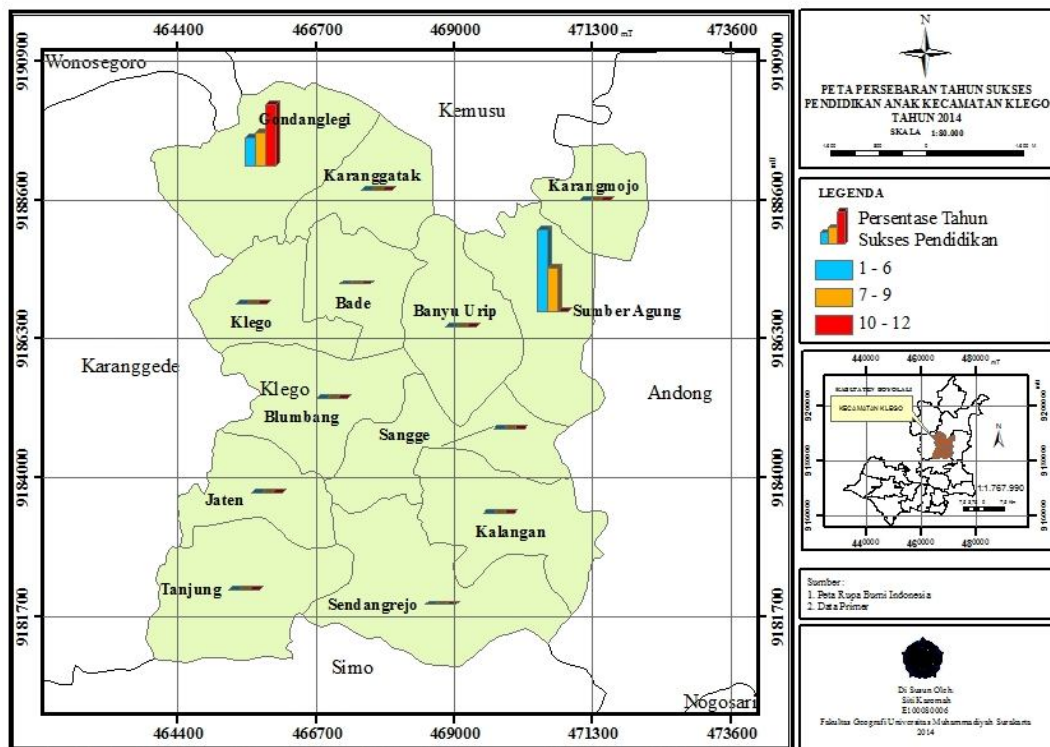 464400 466700 469000 471300 mT 473600
9190900
9188600
9186300
9184000
9181700
Wonosegoro
Kemusu
Gondanglegi
Karanggatak
Karangmojo
Bade
Klego
Banyu Urip
Sumber Agung
Karanggede
Klego
Blumbang
Sangge
Andong
Jaten
Kalangan
Tanjung
Sendangrejo
Simo
Nogosari
9190900
mU
9188600
9186300
9184000
9181700
464400 466700 469000 471300 473600
N
PETA PERSEBARAN TAHUN SUKSES
PENDIDIKAN ANAK KECAMATAN KLEGO
TAHUN 2014
SKALA 1:80.000
0
LEGENDA
Persentase Tahun
Sukses Pendidikan
1 - 6
7 - 9
10 - 12
440000 460000 480000 mT
KABUPATEN BOYOLALI
KECAMATAN KLEGO
N
1:1.767.990
440000 460000 480000
Sumber:
1. Peta Rupa Bumi Indonesia
2. Data Primer
Di Susun Oleh:
Siti Karomah
E100080006
Fakultas Geografi Universitas Muhammadiyah Surakarta
2014